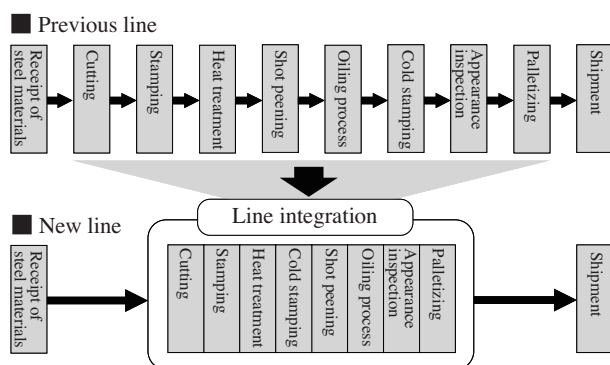 ■ Previous line
Receipt of
steel materials
Cutting
Stamping
Heat treatment
Shot peening
Oiling process
Cold stamping
Appearance
inspection
Palletizing
Shipment
Line integration
■ New line
Receipt of
steel materials
Cutting
Stamping
Heat treatment
Cold stamping
Shot peening
Oiling process
Appearance
inspection
Palletizing
Shipment